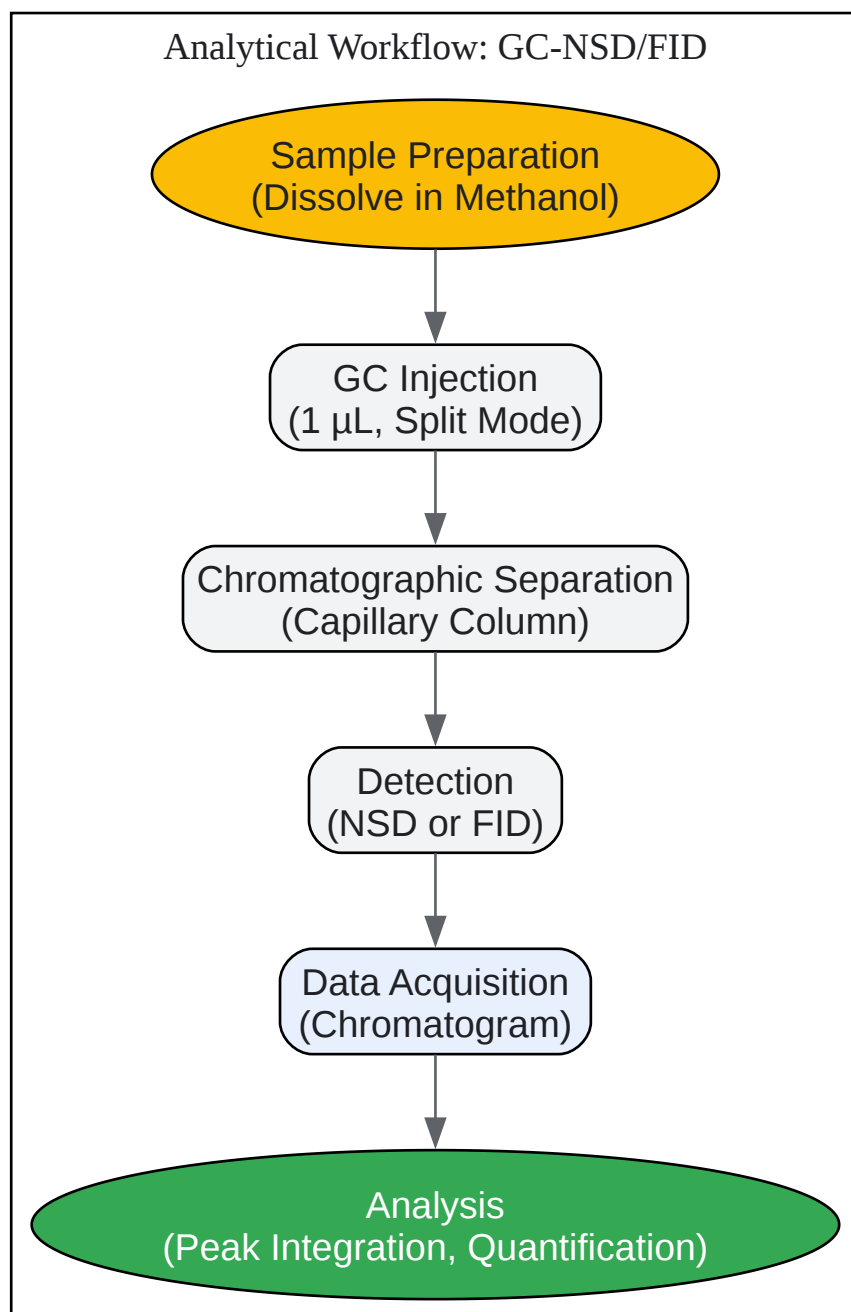 Analytical Workflow: GC-NSD/FID
Sample Preparation
(Dissolve in Methanol)
GC Injection
(1 µL, Split Mode)
Chromatographic Separation
(Capillary Column)
Detection
(NSD or FID)
Data Acquisition
(Chromatogram)
Analysis
(Peak Integration, Quantification)